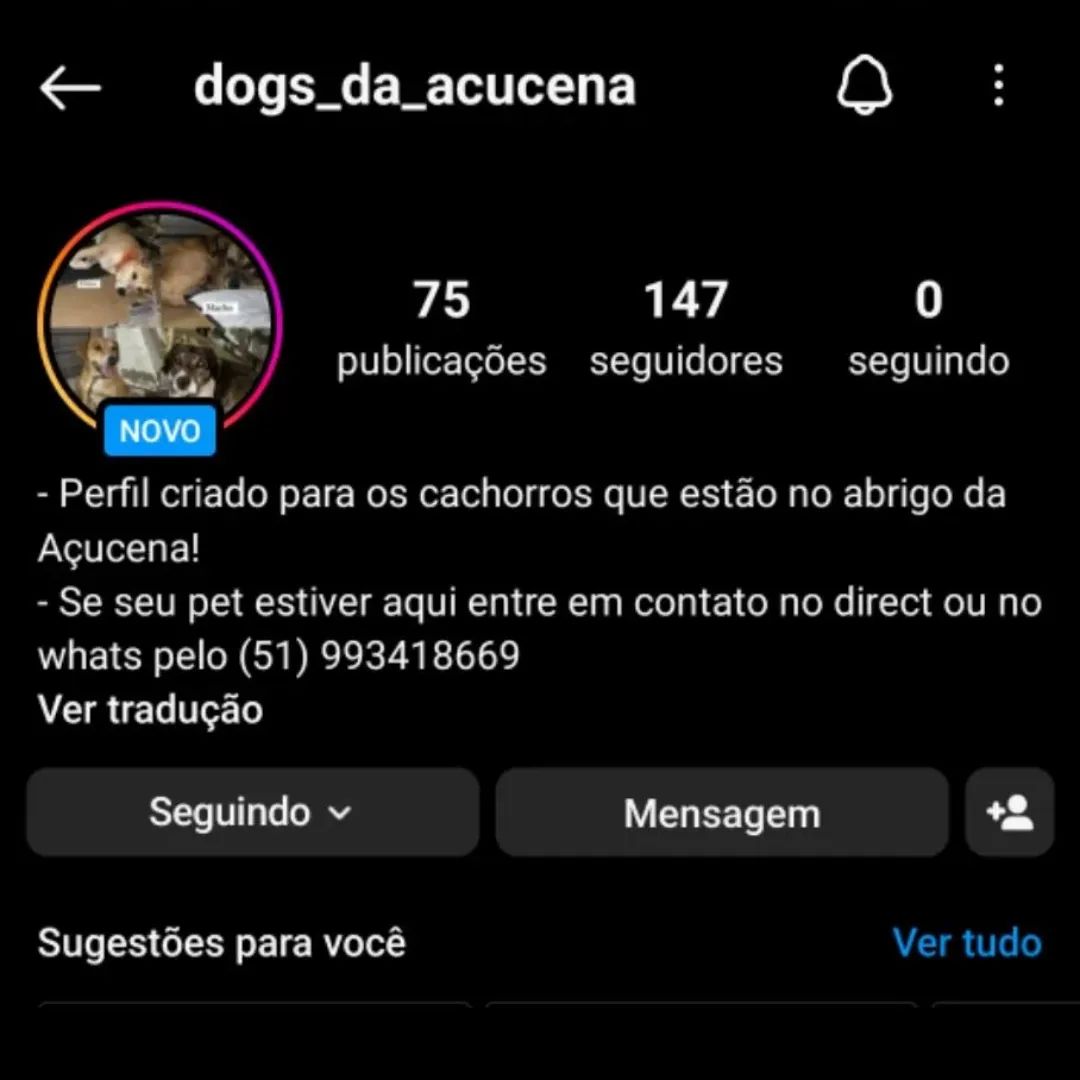 dogs_da_acucena
75
147
0
publicações
seguidores
seguindo
Macho
NOVO
- Perfil criado para os cachorros que estão no abrigo da
Açucena!
- Se seu pet estiver aqui entre em contato no direct ou no
whats pelo (51) 993418669
Ver tradução
Seguindo
Mensagem
Sugestões para você
Ver tudo